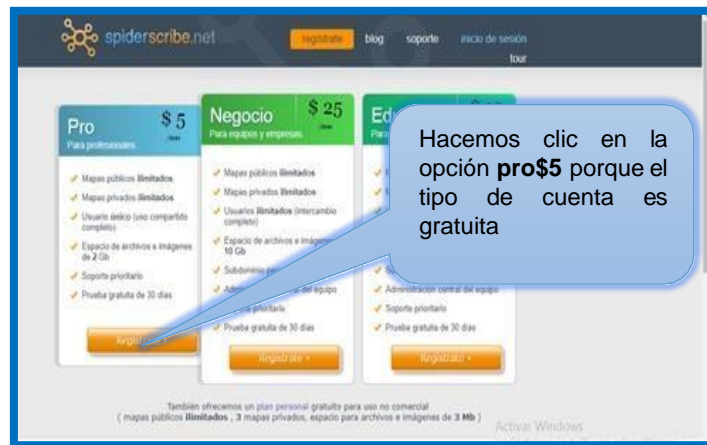 spiderscribe.net
regístrate blog soporte inicio de sesión
tour
Pro $ 5
Para profesionales /mes
Mapas públicos ilimitados
Mapas privados ilimitados
Usuario único (uso compartido
completo)
Espacio de archivos e imágenes
de 2 Gb
Soporte prioritario
Prueba gratuita de 30 días
Regístrate
Negocio $ 25
Para equipos y empresas
Mapas públicos ilimitados
Mapas privados ilimitados
Usuarios ilimitados (intercambio
completo)
Espacio de archivos e imágenes
10 Gb
Subdominio
del equipo
prioritario
Prueba gratuita de 30 días
Regístrate
Administración central del equipo
Soporte prioritario
Prueba gratuita de 30 días
Regístrate
Hacemos clic en la
opción pro$5 porque el
tipo de cuenta es
gratuita
También ofrecemos un plan personal gratuito para uso no comercial
( mapas públicos ilimitados , 3 mapas privados, espacio para archivos e imágenes de 3 Mb )
Activar Windows